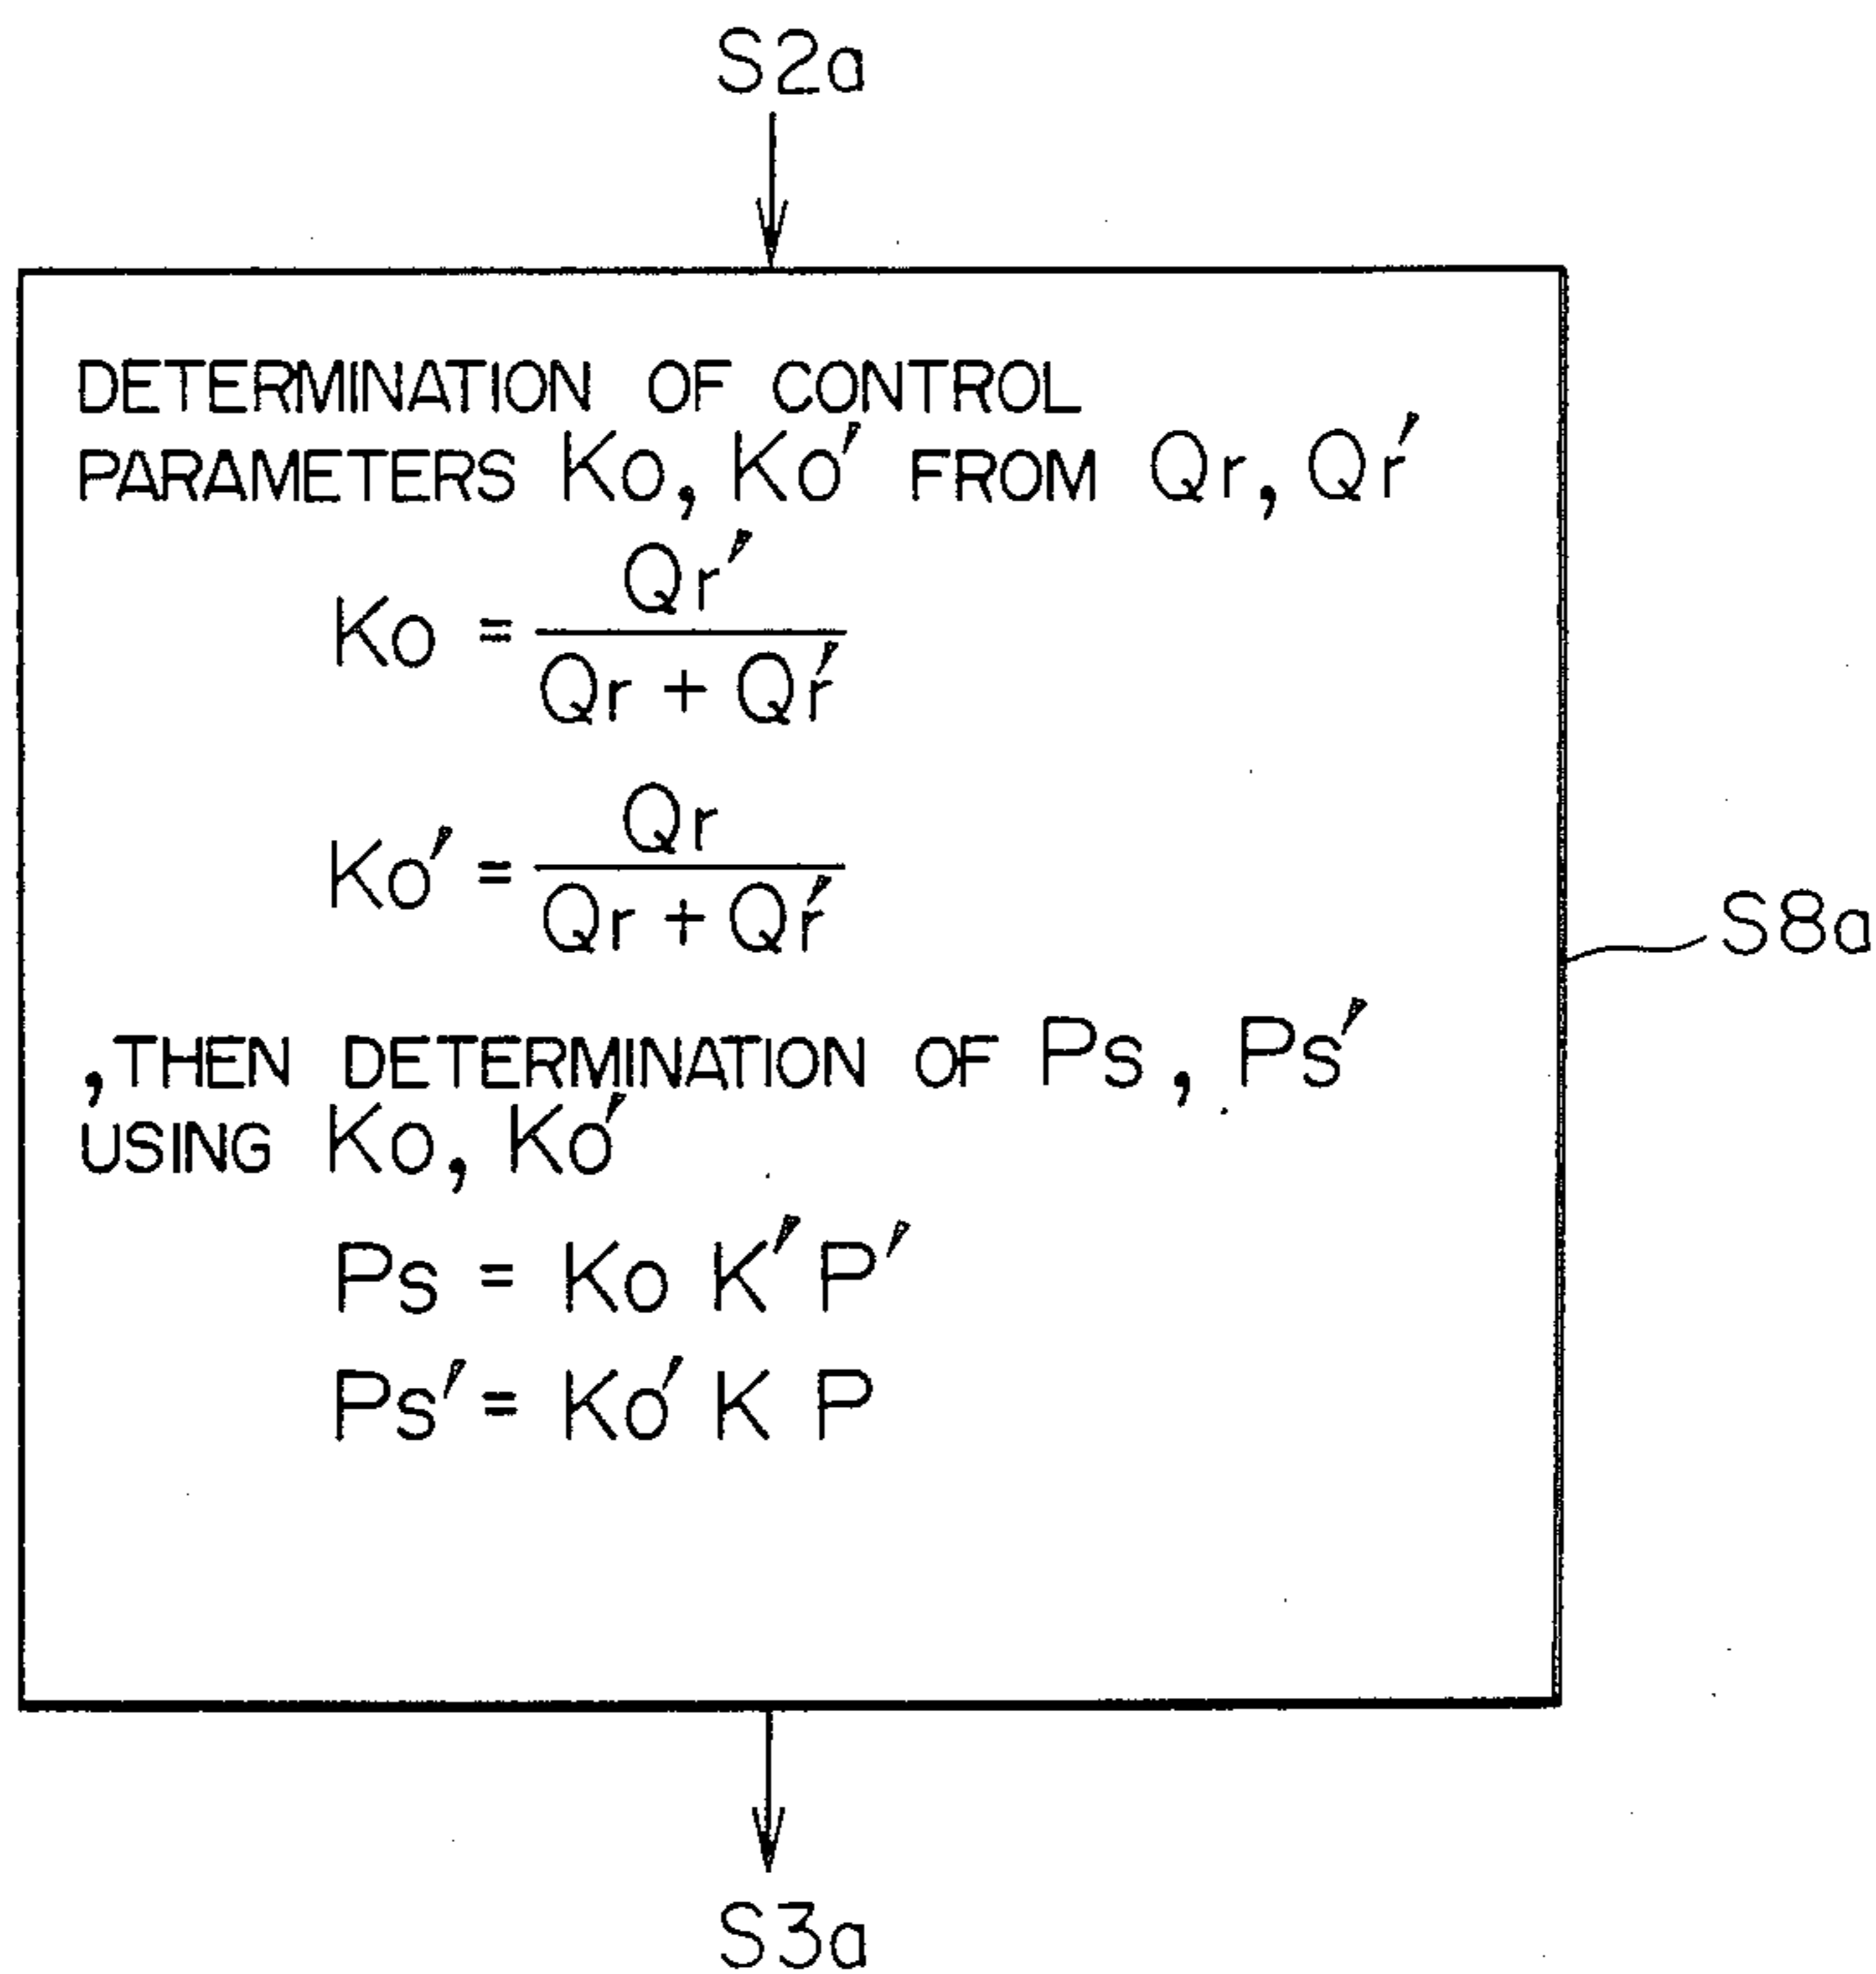 S2a
DETERMINATION OF CONTROL
PARAMETERS Ko, Ko' FROM Qr, Qr'
Ko = Qr' / Qr + Qr'
Ko' = Qr / Qr + Qr'
S8a
,THEN DETERMINATION OF Ps, Ps'
USING Ko, Ko'
Ps = Ko K' P'
Ps' = Ko' K P
S3a